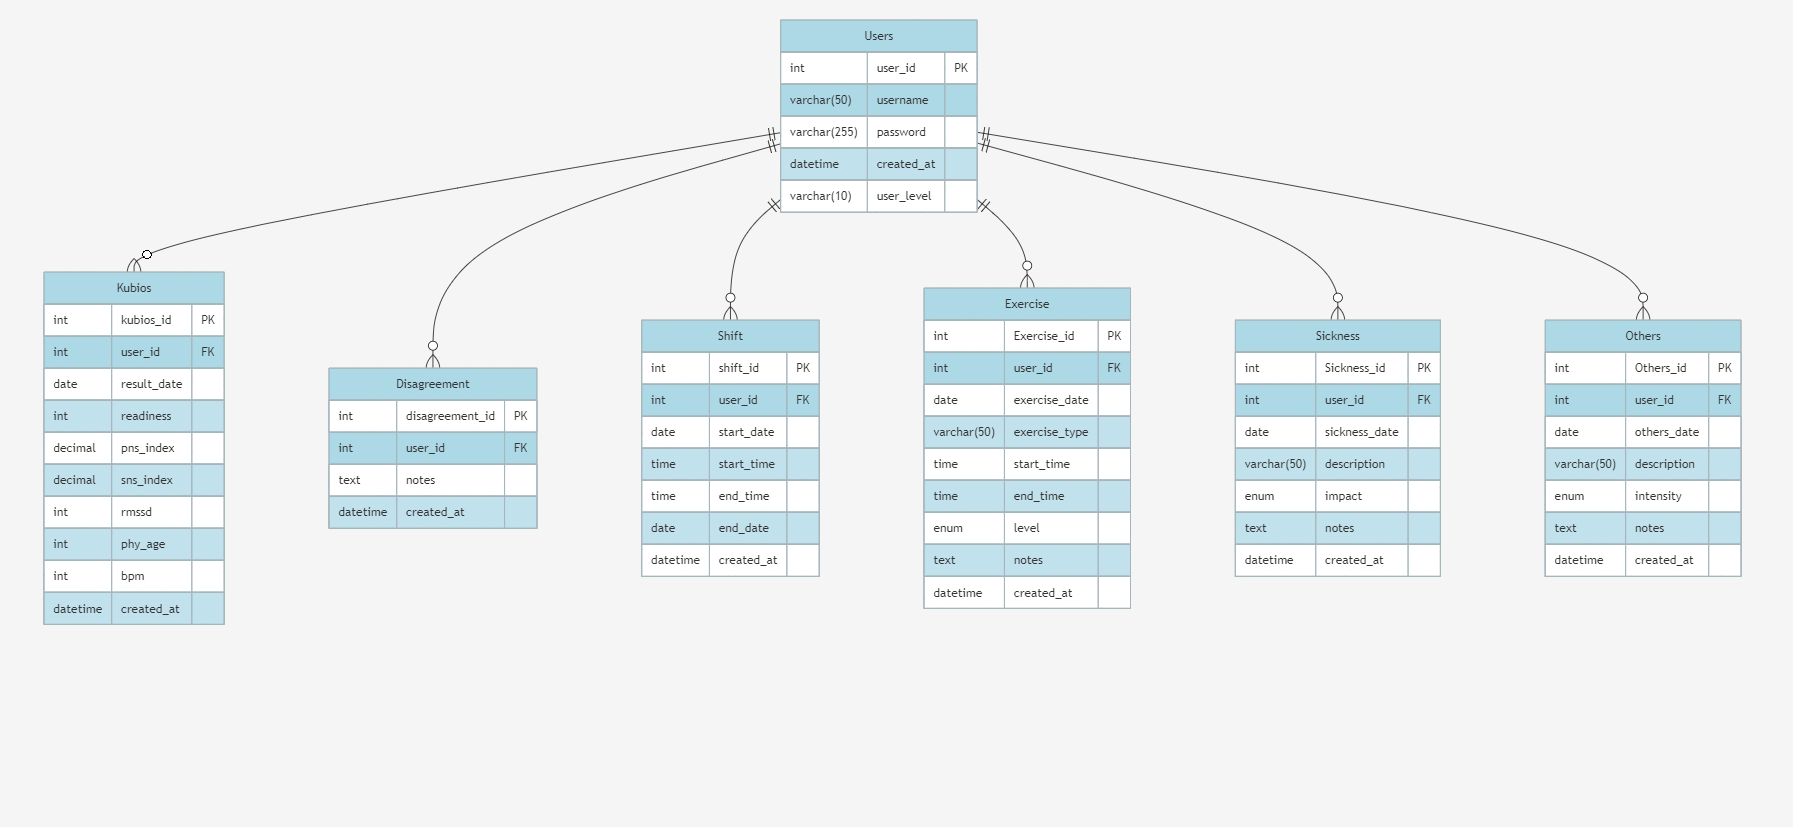 Users
int user_id PK
varchar(50) username
varchar(255) password
datetime created_at
varchar(10) user_level
Kubios
int kubios_id PK
int user_id FK
date result_date
int readiness
decimal pns_index
decimal sns_index
int rmssd
int phy_age
int bpm
datetime created_at
Disagreement
int disagreement_id PK
int user_id FK
text notes
datetime created_at
Shift
int shift_id PK
int user_id FK
date start_date
time start_time
time end_time
date end_date
datetime created_at
Exercise
int Exercise_id PK
int user_id FK
date exercise_date
varchar(50) exercise_type
time start_time
time end_time
enum level
text notes
datetime created_at
Sickness
int Sickness_id PK
int user_id FK
date sickness_date
varchar(50) description
enum impact
text notes
datetime created_at
Others
int Others_id PK
int user_id FK
date others_date
varchar(50) description
enum intensity
text notes
datetime created_at